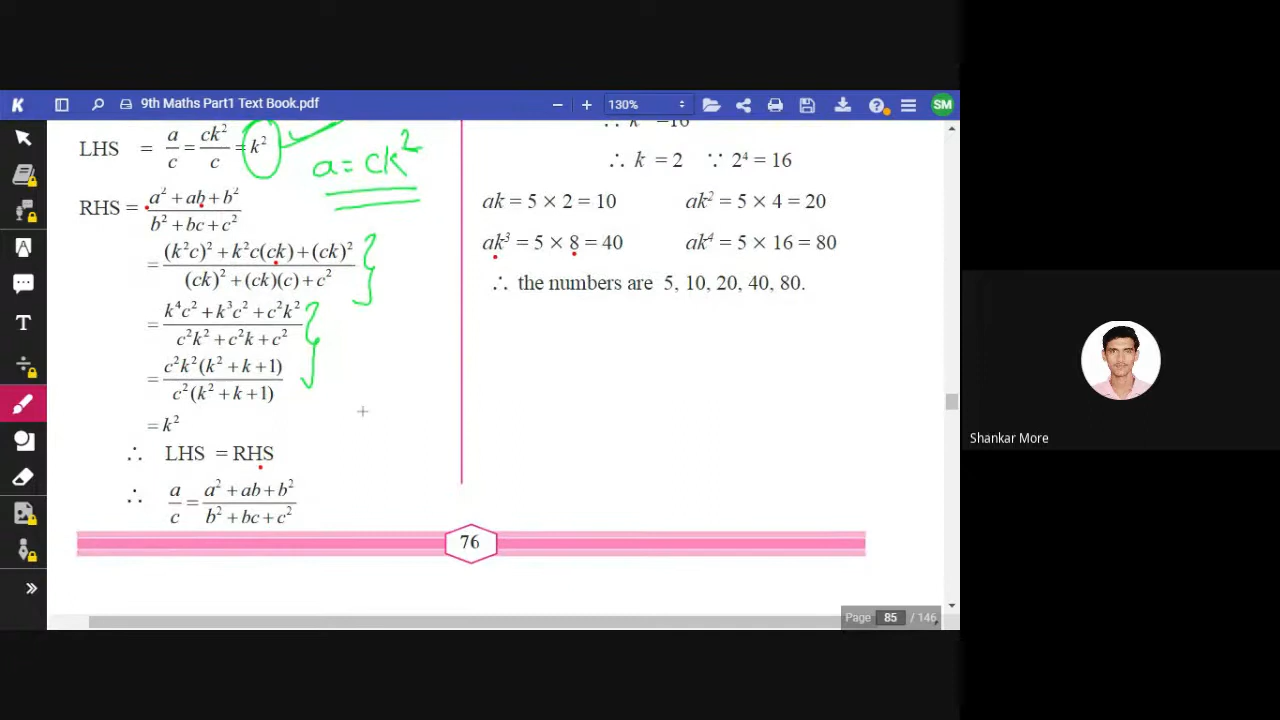 K 9th Maths Part1 Text Book.pdf 130% SM
LHS = a/c = ck²/c = k²
a = ck²
RHS = (a² + ab + b²)/(b² + bc + c²)
= ((k²c)² + k²c(ck) + (ck)²)/((ck)² + (ck)(c) + c²)
= (k⁴c² + k³c² + c²k²)/(c²k² + c²k + c²)
= (c²k²(k² + k + 1))/(c²(k² + k + 1))
= k²
∴ LHS = RHS
∴ a/c = (a² + ab + b²)/(b² + bc + c²)
∴ k = 2 ∵ 2⁴ = 16
ak = 5 × 2 = 10 ak² = 5 × 4 = 20
ak³ = 5 × 8 = 40 ak⁴ = 5 × 16 = 80
∴ the numbers are 5, 10, 20, 40, 80.
76
Page 85 / 146
Shankar More